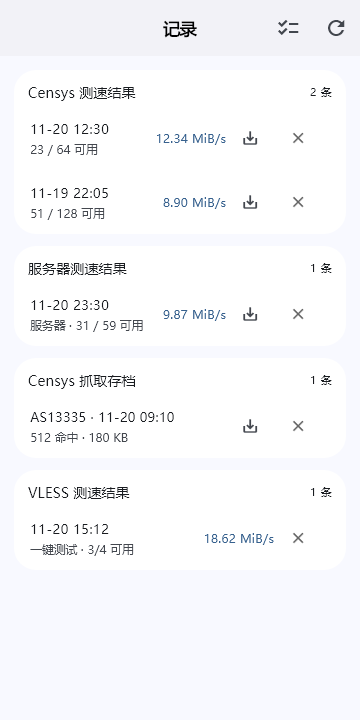 记录
Censys 测速结果
2 条
11-20 12:30
12.34 MiB/s
23 / 64 可用
11-19 22:05
8.90 MiB/s
51 / 128 可用
服务器测速结果
1 条
11-20 23:30
9.87 MiB/s
服务器 · 31 / 59 可用
Censys 抓取存档
1 条
AS13335 · 11-20 09:10
512 命中 · 180 KB
VLESS 测速结果
1 条
11-20 15:12
18.62 MiB/s
一键测试 · 3/4 可用